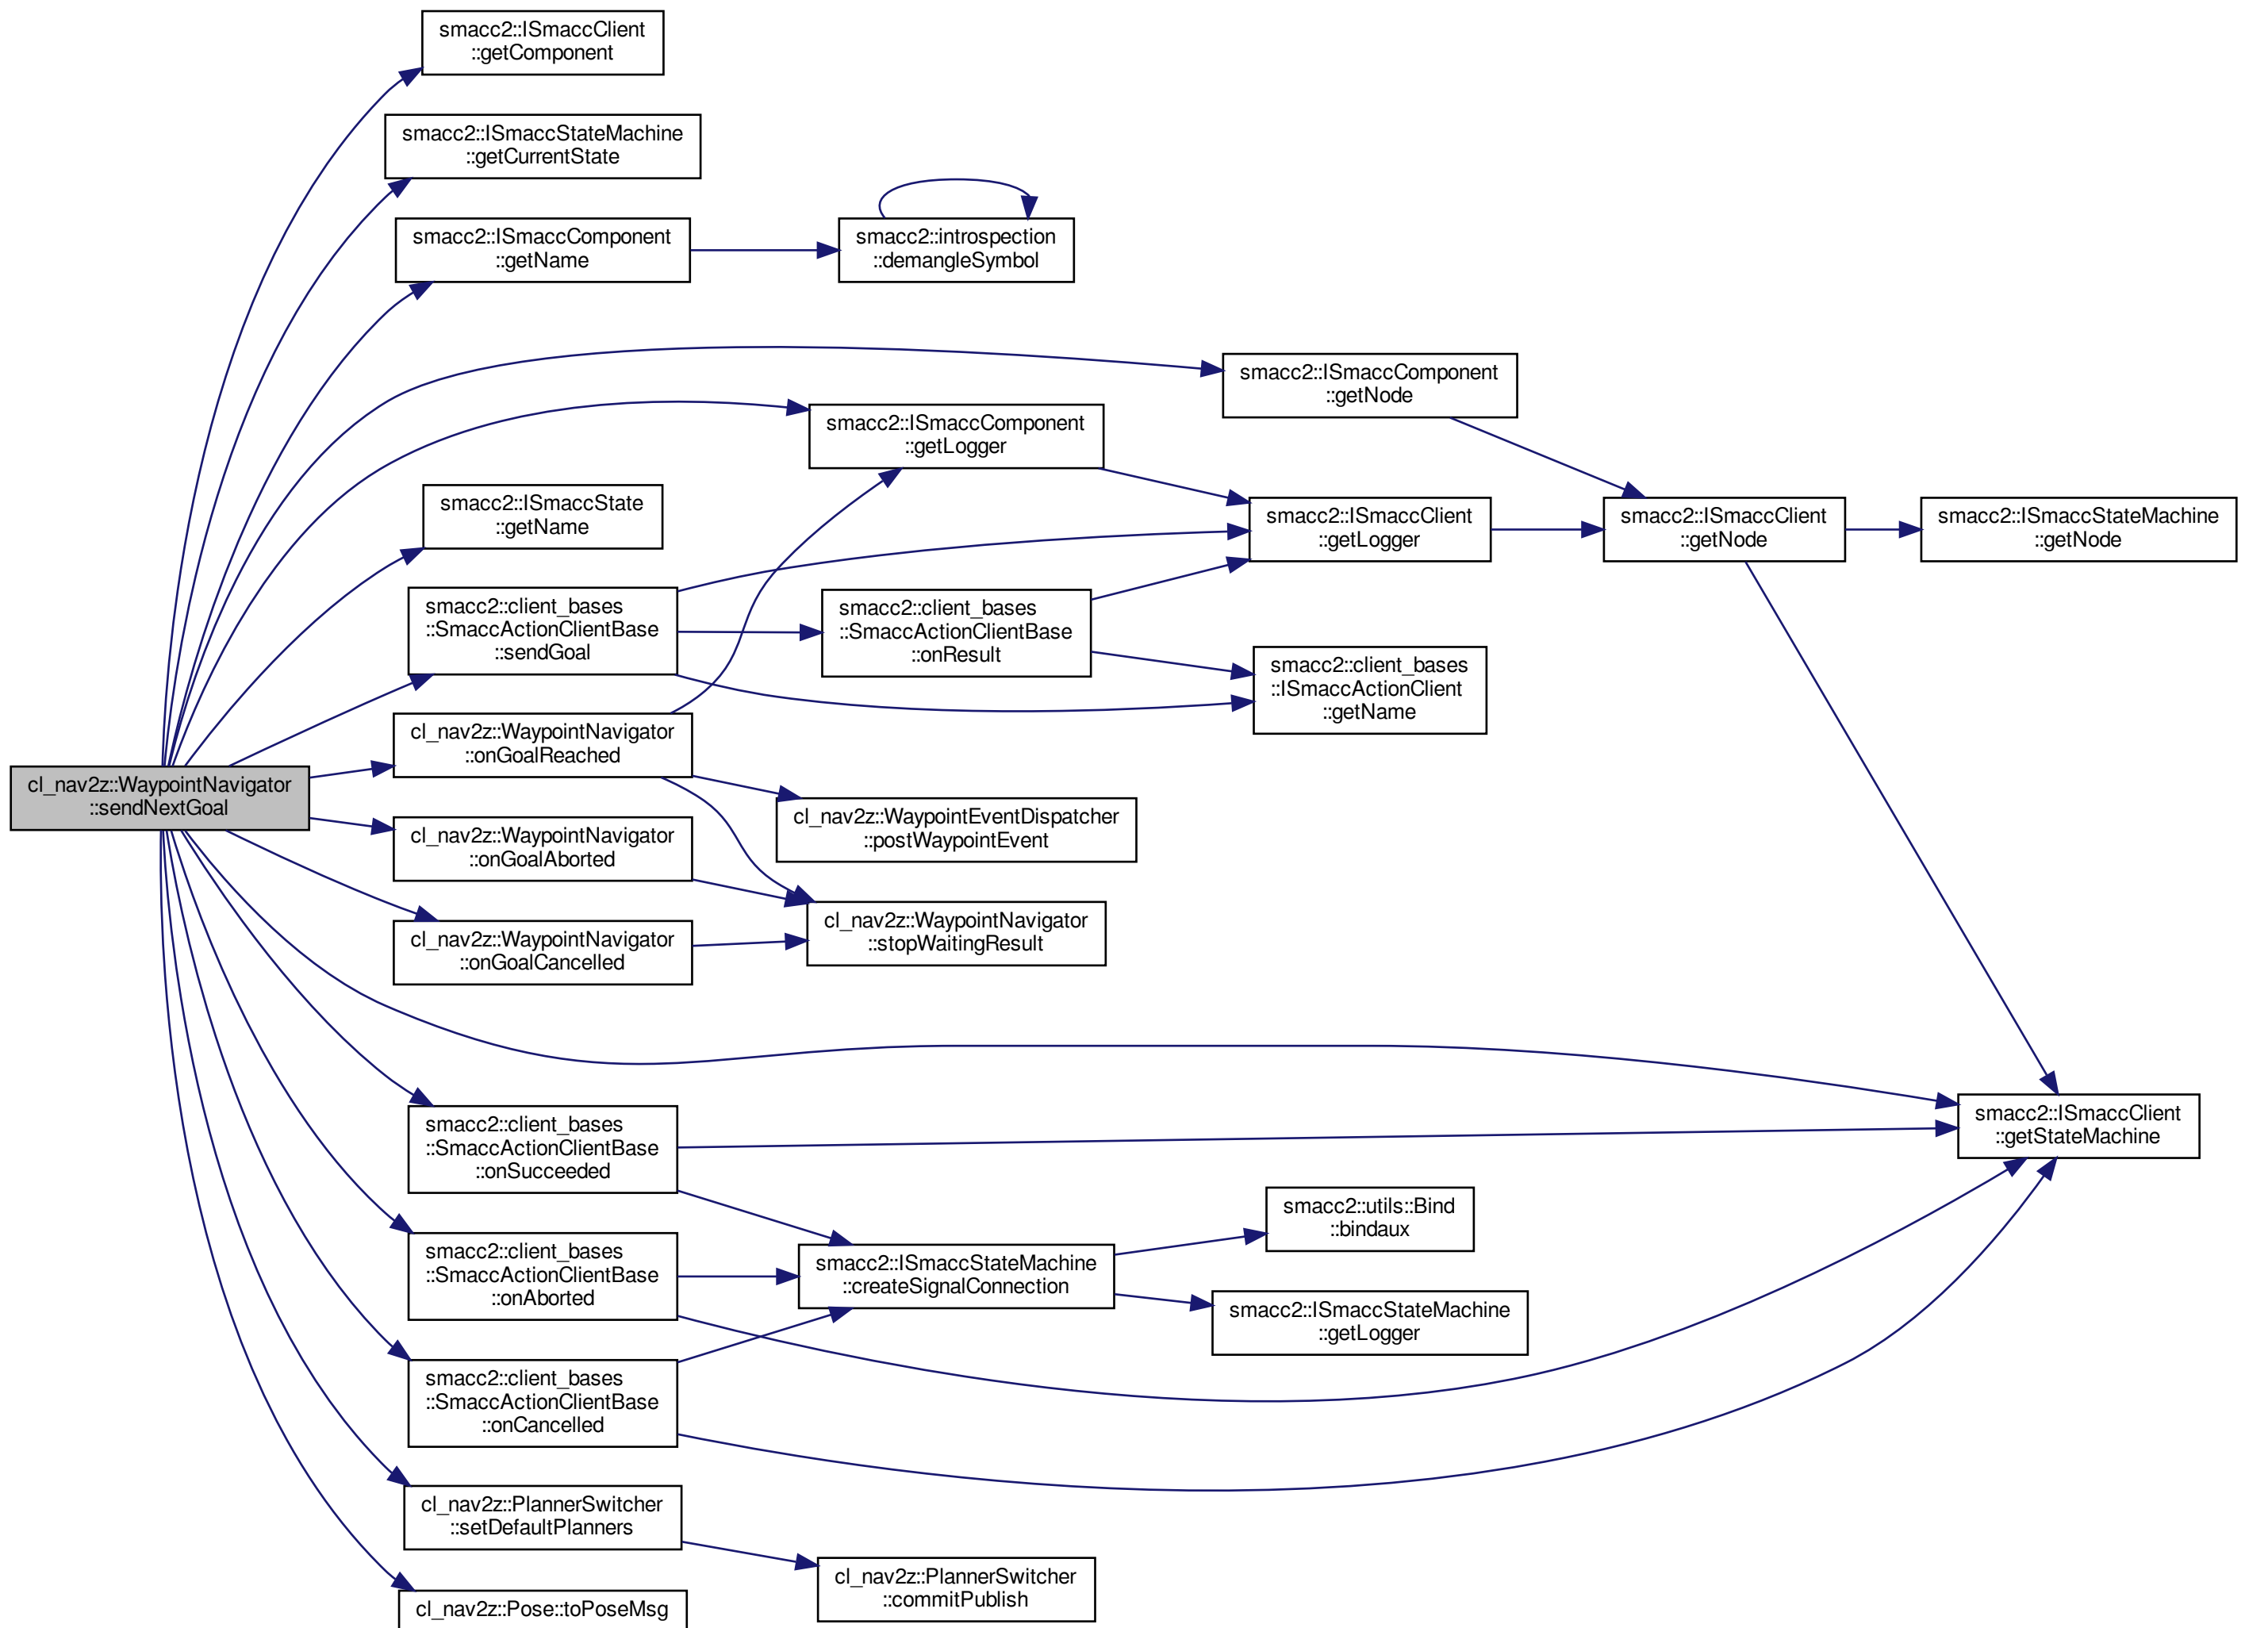 smacc2::ISmaccClient
::getComponent
smacc2::ISmaccStateMachine
::getCurrentState
smacc2::ISmaccComponent
::getName
smacc2::introspection
::demangleSymbol
smacc2::ISmaccComponent
::getNode
smacc2::ISmaccComponent
::getLogger
smacc2::ISmaccState
::getName
smacc2::ISmaccClient
::getLogger
smacc2::ISmaccClient
::getNode
smacc2::ISmaccStateMachine
::getNode
smacc2::client_bases
::SmaccActionClientBase
::sendGoal
smacc2::client_bases
::SmaccActionClientBase
::onResult
smacc2::client_bases
::ISmaccActionClient
::getName
cl_nav2z::WaypointNavigator
::onGoalReached
cl_nav2z::WaypointNavigator
::sendNextGoal
cl_nav2z::WaypointEventDispatcher
::postWaypointEvent
cl_nav2z::WaypointNavigator
::onGoalAborted
cl_nav2z::WaypointNavigator
::stopWaitingResult
cl_nav2z::WaypointNavigator
::onGoalCancelled
smacc2::client_bases
::SmaccActionClientBase
::onSucceeded
smacc2::ISmaccClient
::getStateMachine
smacc2::utils::Bind
::bindaux
smacc2::client_bases
::SmaccActionClientBase
::onAborted
smacc2::ISmaccStateMachine
::createSignalConnection
smacc2::ISmaccStateMachine
::getLogger
smacc2::client_bases
::SmaccActionClientBase
::onCancelled
cl_nav2z::PlannerSwitcher
::setDefaultPlanners
cl_nav2z::PlannerSwitcher
::commitPublish
cl_nav2z::Pose::toPoseMsg